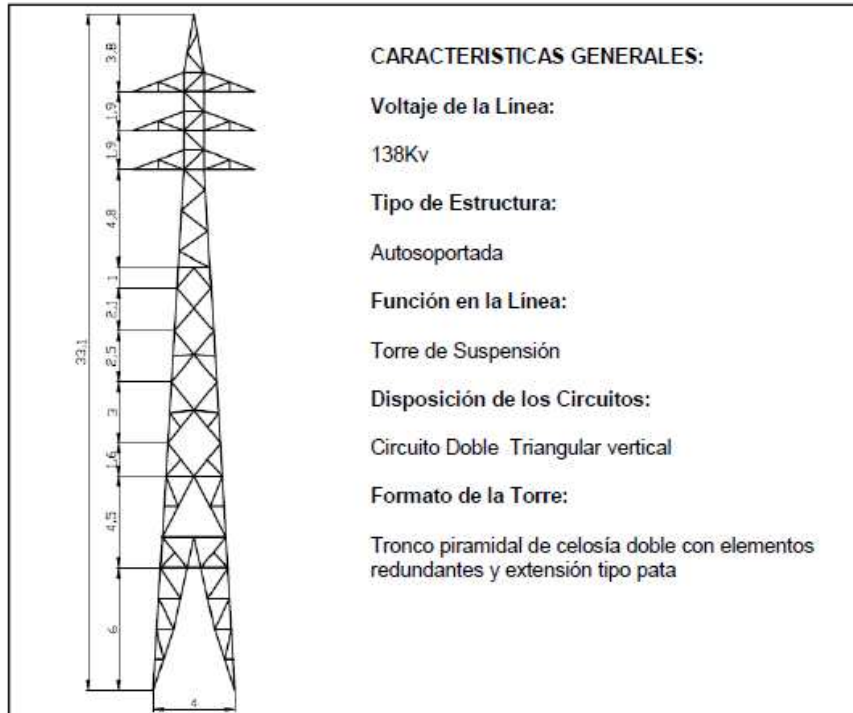 3,8
1,9
1,9
4,8
1
2,1
2,5
3
1,6
4,5
6
33,1
4
CARACTERISTICAS GENERALES:
Voltaje de la Línea:
138Kv
Tipo de Estructura:
Autosoportada
Función en la Línea:
Torre de Suspensión
Disposición de los Circuitos:
Circuito Doble Triangular vertical
Formato de la Torre:
Tronco piramidal de celosía doble con elementos
redundantes y extensión tipo pata